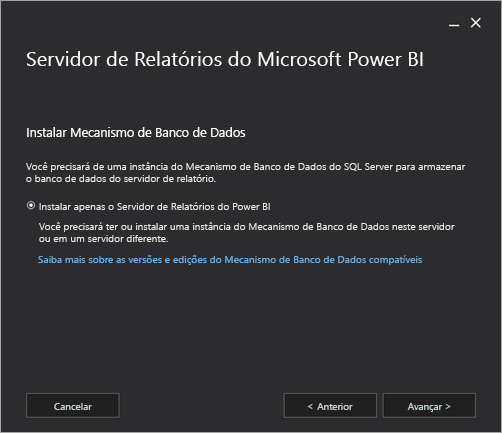 Servidor de Relatórios do Microsoft Power BI
Instalar Mecanismo de Banco de Dados
Você precisará de uma instância do Mecanismo de Banco de Dados do SQL Server para armazenar
o banco de dados do servidor de relatório.
Instalar apenas o Servidor de Relatórios do Power BI
Você precisará ter ou instalar uma instância do Mecanismo de Banco de Dados neste servidor
ou em um servidor diferente.
Saiba mais sobre as versões e edições do Mecanismo de Banco de Dados compatíveis
Cancelar
< Anterior
Avançar >